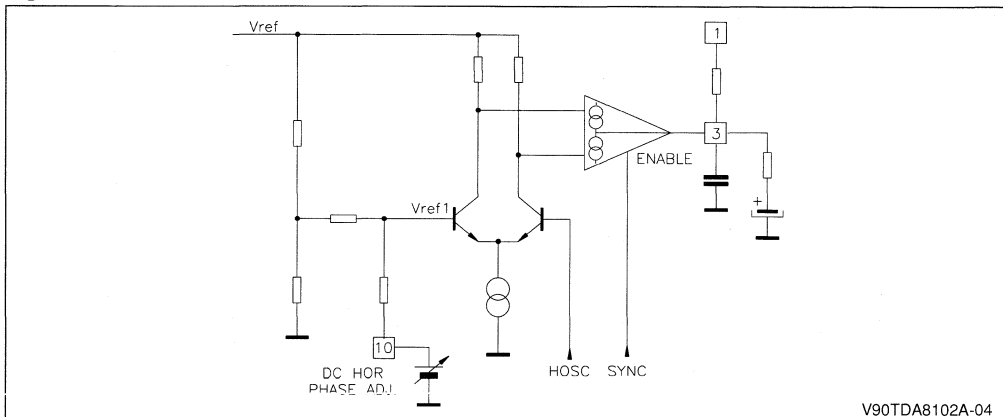 Vref
1
3
ENABLE
Vref1
10
DC HOR
PHASE ADJ.
HOSC
SYNC
V90TDA8102A-04